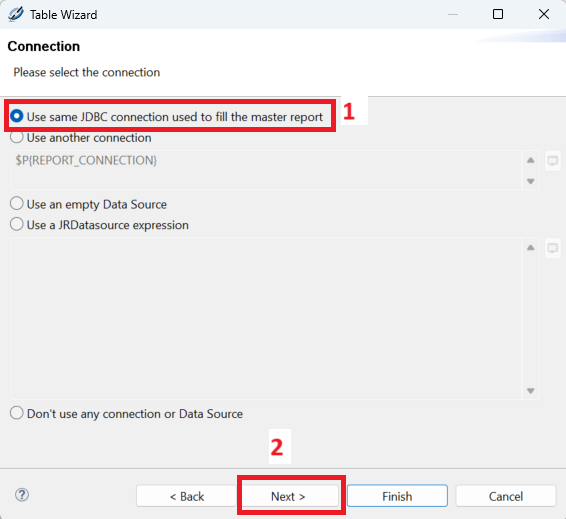 Table Wizard
Connection
Please select the connection
Use same JDBC connection used to fill the master report 1
Use another connection
$P{REPORT_CONNECTION}
Use an empty Data Source
Use a JRDatasource expression
Don't use any connection or Data Source
2
? < Back Next > Finish Cancel